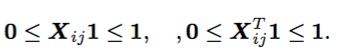 0 ≤ X_{ij}1 ≤ 1,   ,0 ≤ X_{ij}^T1 ≤ 1.